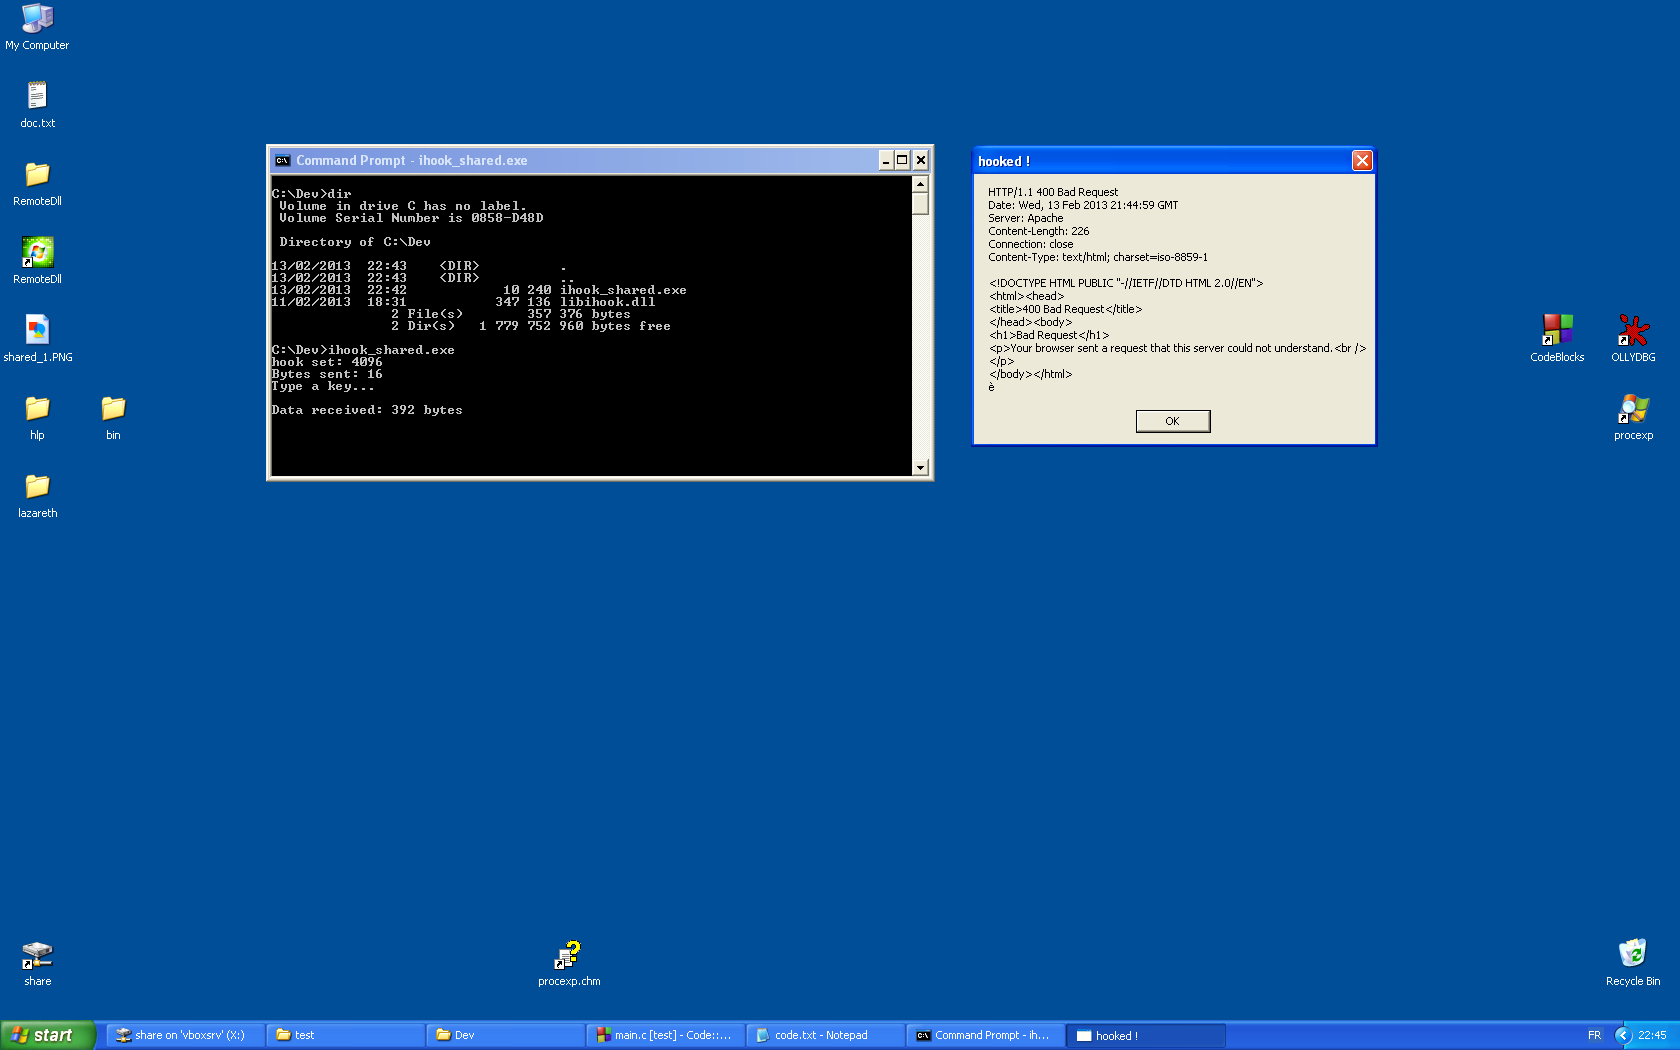 My Computer
doc.txt
RemoteDll
RemoteDll
shared_1.PNG
hlp
bin
lazareth
Command Prompt - ihook_shared.exe
C:\Dev>dir
Volume in drive C has no label.
Volume Serial Number is 0858-D48D
Directory of C:\Dev
13/02/2013  22:43    <DIR>          .
13/02/2013  22:43    <DIR>          ..
13/02/2013  22:42            10 240 ihook_shared.exe
11/02/2013  18:31           347 136 libihook.dll
2 File(s)        357 376 bytes
2 Dir(s)   1 779 752 960 bytes free
C:\Dev>ihook_shared.exe
hook set: 4096
Bytes sent: 16
Type a key...
Data received: 392 bytes
hooked !
HTTP/1.1 400 Bad Request
Date: Wed, 13 Feb 2013 21:44:59 GMT
Server: Apache
Content-Length: 226
Connection: close
Content-Type: text/html; charset=iso-8859-1
<!DOCTYPE HTML PUBLIC "-//IETF//DTD HTML 2.0//EN">
<html><head>
<title>400 Bad Request</title>
</head><body>
<h1>Bad Request</h1>
<p>Your browser sent a request that this server could not understand.<br />
</p>
</body></html>
è
OK
CodeBlocks
OLLYDBG
procexp
share
procexp.chm
Recycle Bin
start
share on 'vboxsrv' (X:)
test
Dev
main.c [test] - Code::...
code.txt - Notepad
Command Prompt - ih...
hooked !
FR
22:45